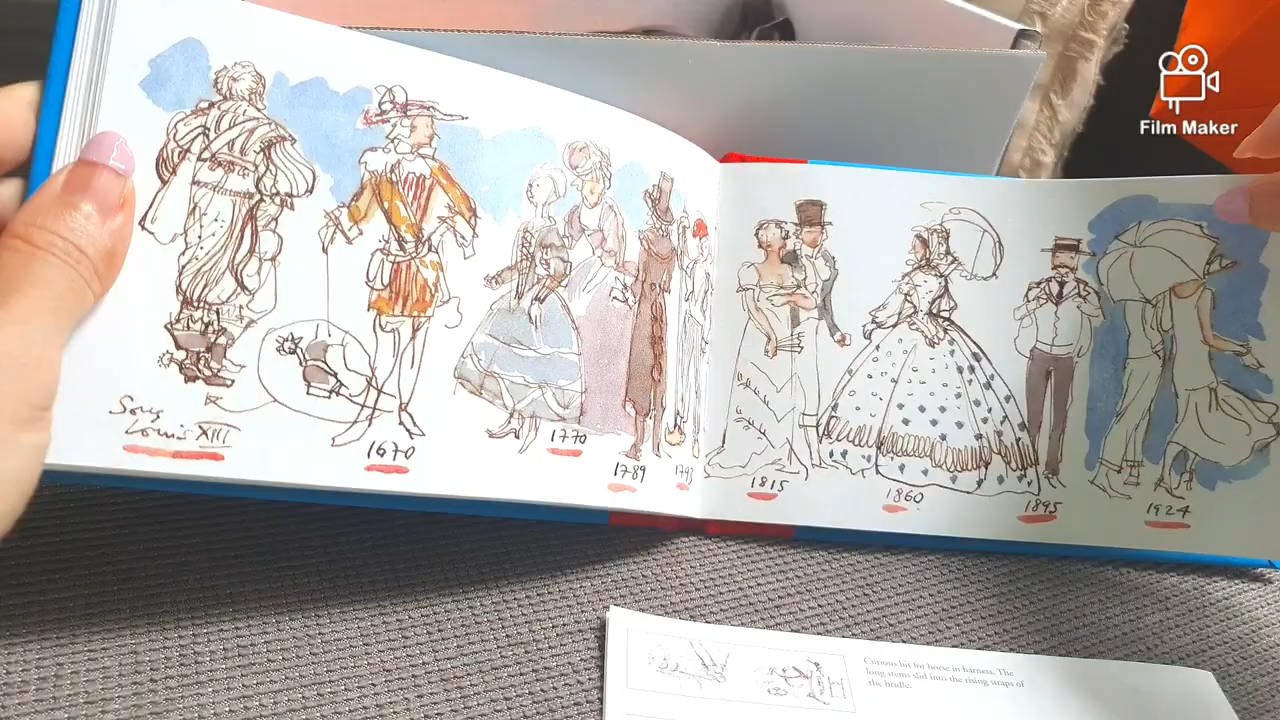 Film Maker
Sous
Louis XIII
1670
1770
1789
1793
1815
1860
1895
1924
Curious bit for horse in harness. The
long stems slid into the rising straps of
the bridle.